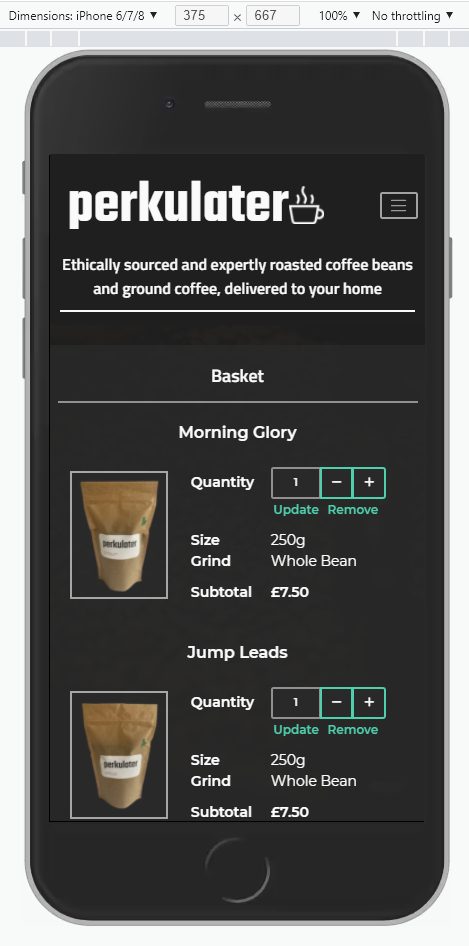 Dimensions: iPhone 6/7/8 ▼ 375 × 667 100% ▼ No throttling ▼
perkulater
Ethically sourced and expertly roasted coffee beans
and ground coffee, delivered to your home
Basket
Morning Glory
perkulater
Quantity 1 − +
Update Remove
Size 250g
Grind Whole Bean
Subtotal £7.50
Jump Leads
perkulater
Quantity 1 − +
Update Remove
Size 250g
Grind Whole Bean
Subtotal £7.50